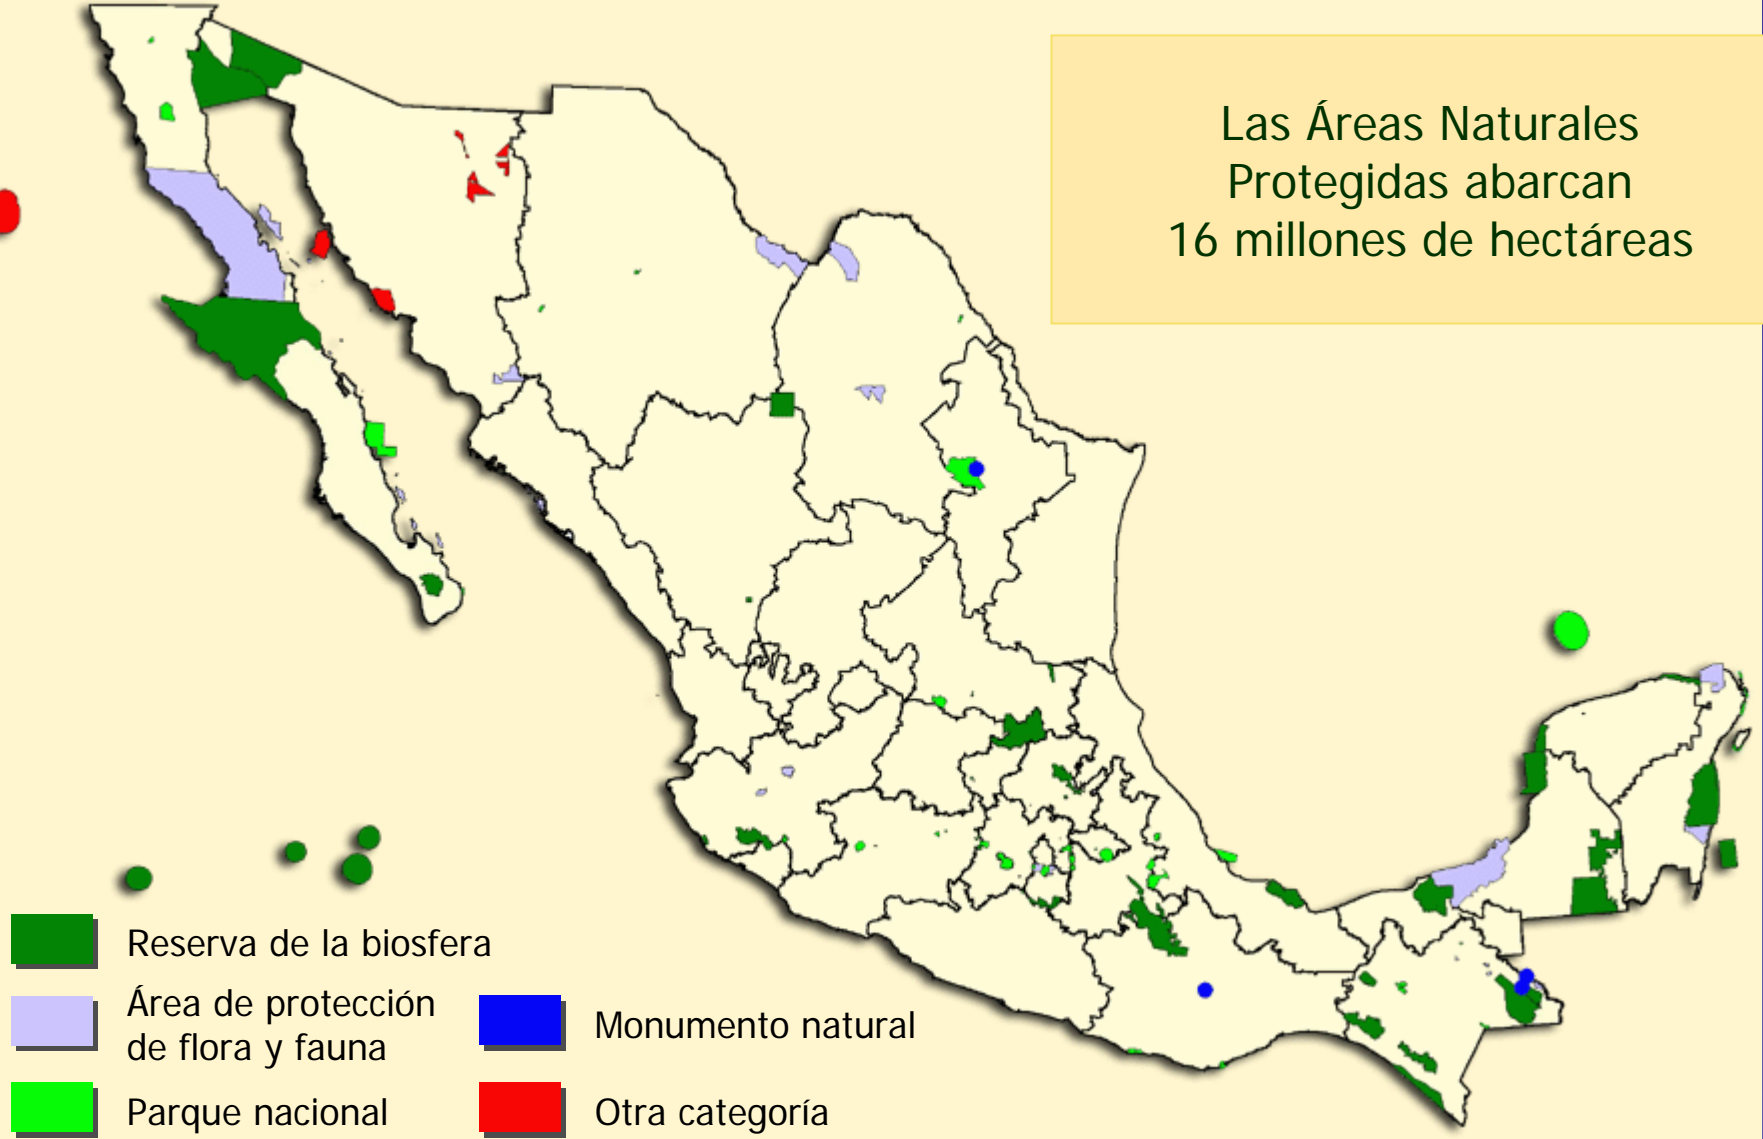 Las Áreas Naturales
Protegidas abarcan
16 millones de hectáreas
Reserva de la biosfera
Área de protección
de flora y fauna
Parque nacional
Monumento natural
Otra categoría